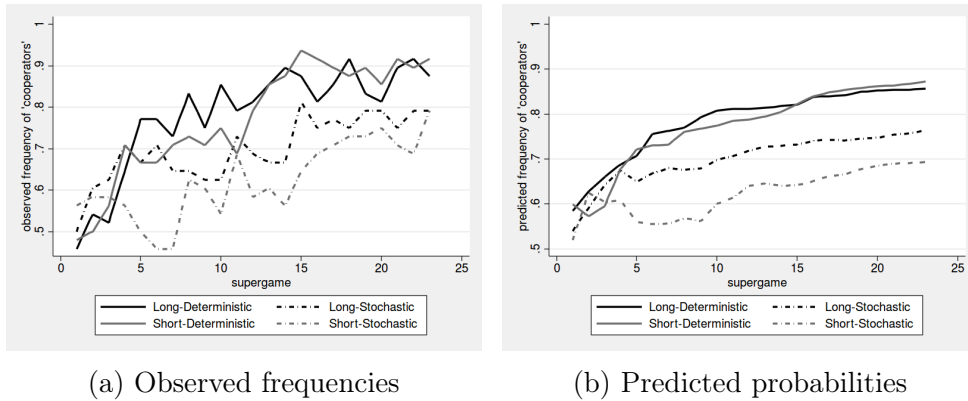 observed frequency of 'cooperators'
1
.9
.8
.7
.6
.5
0 5 10 15 20 25
supergame
Long-Deterministic Long-Stochastic
Short-Deterministic Short-Stochastic
(a) Observed frequencies
predicted frequency of 'cooperators'
1
.9
.8
.7
.6
.5
0 5 10 15 20 25
supergame
Long-Deterministic Long-Stochastic
Short-Deterministic Short-Stochastic
(b) Predicted probabilities